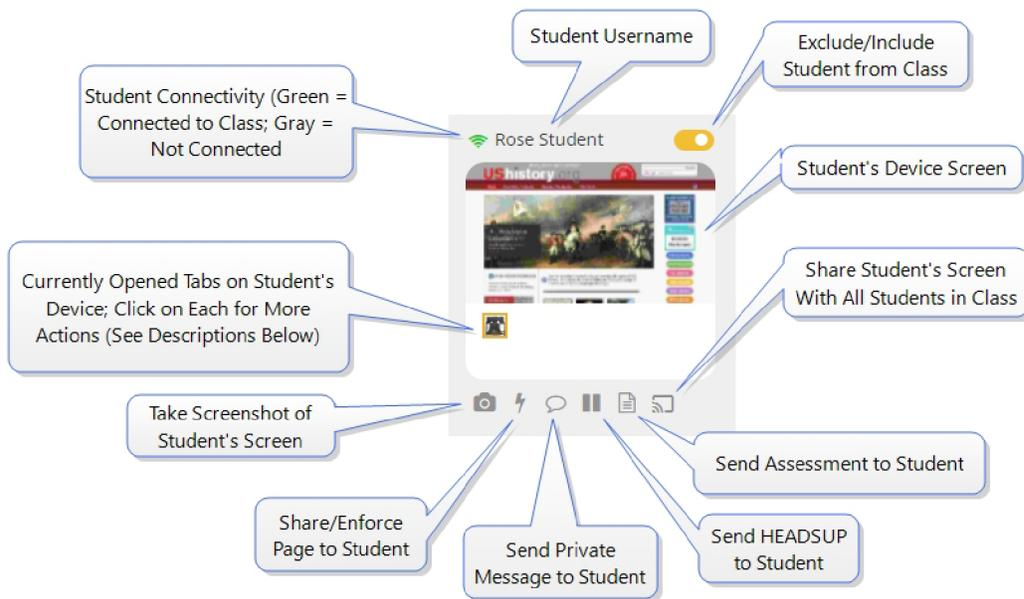 Student Username
Exclude/Include
Student from Class
Student Connectivity (Green =
Connected to Class; Gray =
Not Connected
Rose Student
Student's Device Screen
UShistory.org
Currently Opened Tabs on Student's
Device; Click on Each for More
Actions (See Descriptions Below)
Share Student's Screen
With All Students in Class
Take Screenshot of
Student's Screen
Send Assessment to Student
Share/Enforce
Page to Student
Send Private
Message to Student
Send HEADSUP
to Student